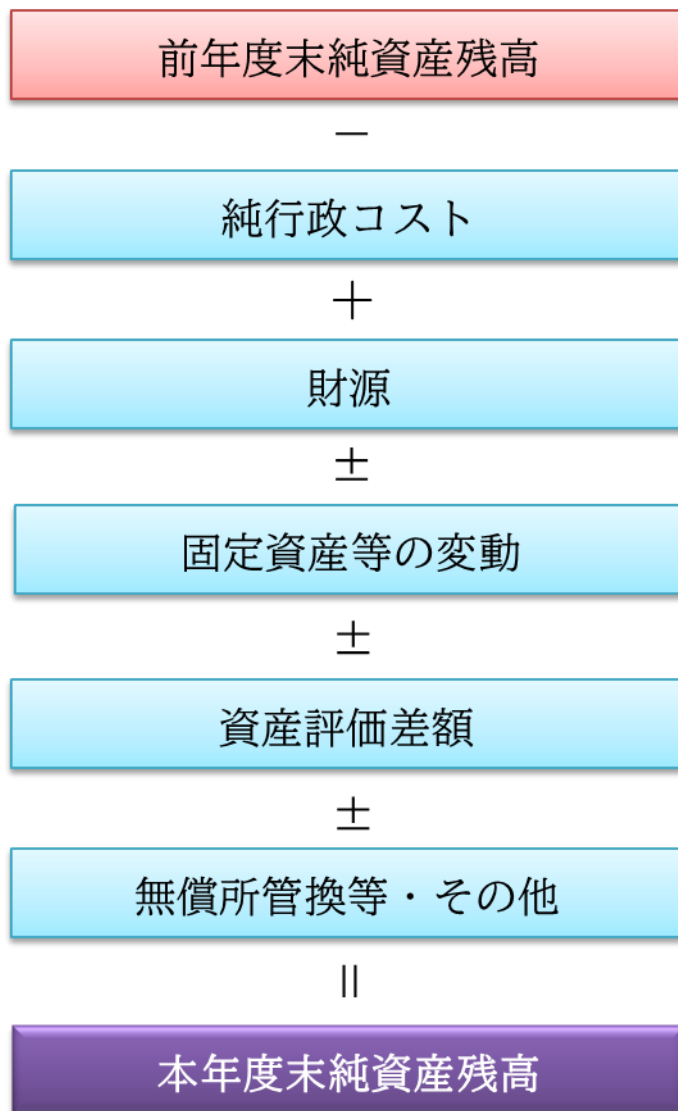 前年度末純資産残高
－
純行政コスト
＋
財源
±
固定資産等の変動
±
資産評価差額
±
無償所管換等・その他
॥
本年度末純資産残高